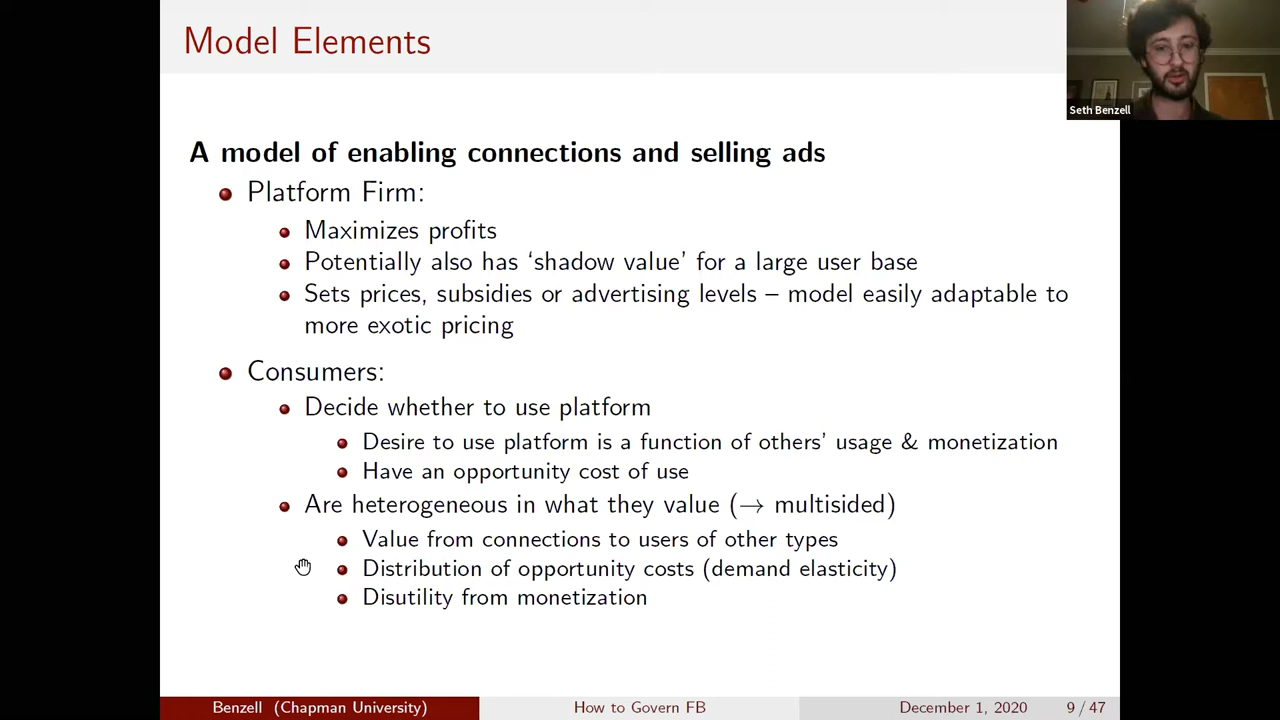 Model Elements
Seth Benzell
A model of enabling connections and selling ads
Platform Firm:
Maximizes profits
Potentially also has ‘shadow value’ for a large user base
Sets prices, subsidies or advertising levels – model easily adaptable to
more exotic pricing
Consumers:
Decide whether to use platform
Desire to use platform is a function of others’ usage & monetization
Have an opportunity cost of use
Are heterogeneous in what they value (→ multisided)
Value from connections to users of other types
Distribution of opportunity costs (demand elasticity)
Disutility from monetization
Benzell (Chapman University) How to Govern FB December 1, 2020 9 / 47